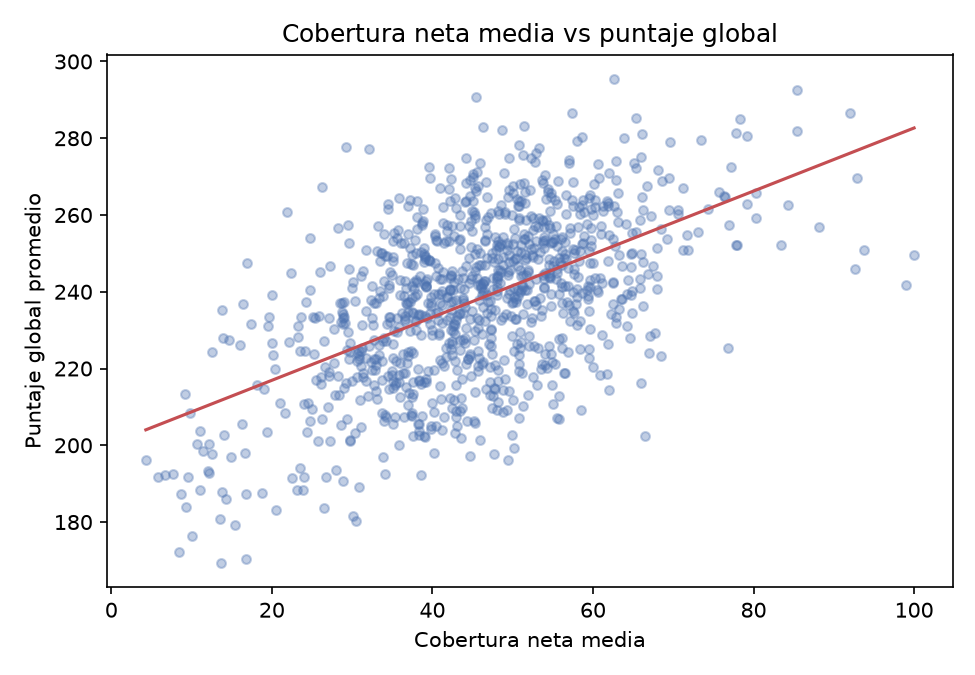 Cobertura neta media vs puntaje global
300
280
260
240
220
200
180
Puntaje global promedio
0 20 40 60 80 100
Cobertura neta media